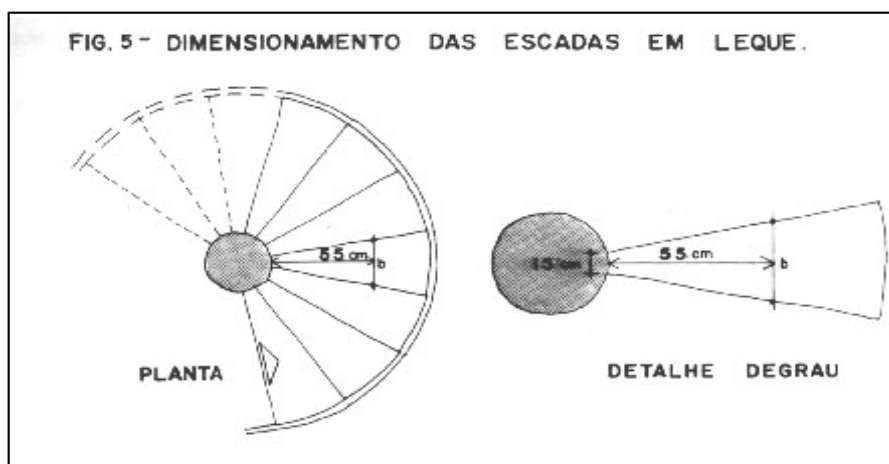 FIG. 5 - DIMENSIONAMENTO DAS ESCADAS EM LEQUE.
55 cm
b
PLANTA
15 cm
55 cm
b
DETALHE DEGRAU